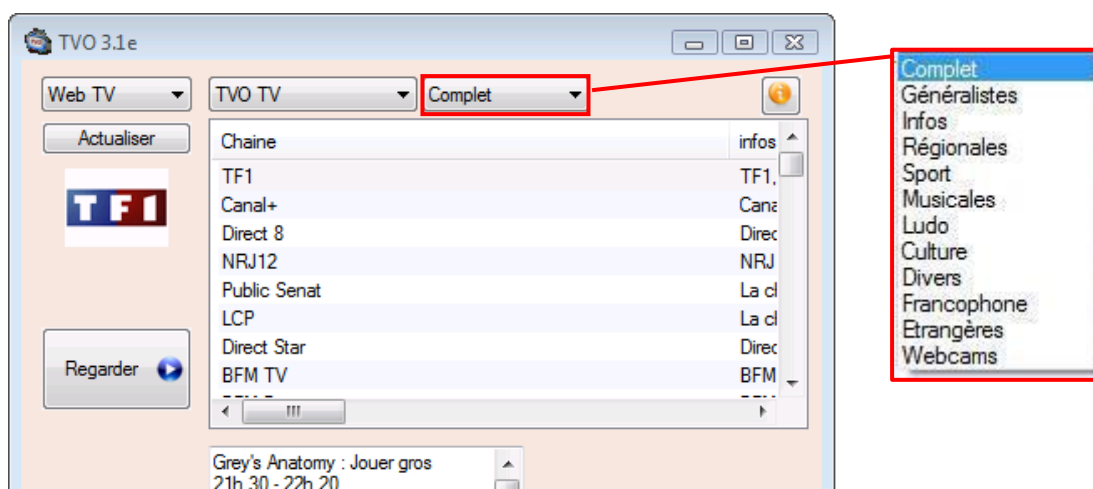 TVO 3.1e
Web TV
TVO TV
Complet
Actualiser
Chaine
infos
TF1
TF1
TF1,
Canal+
Cana
Direct 8
Direc
NRJ12
NRJ
Public Senat
La cl
LCP
La cl
Direct Star
Direc
BFM TV
BFM
Regarder
Grey's Anatomy : Jouer gros
21h 30 - 22h 20
Complet
Généralistes
Infos
Régionales
Sport
Musicales
Ludo
Culture
Divers
Francophone
Etrangères
Webcams